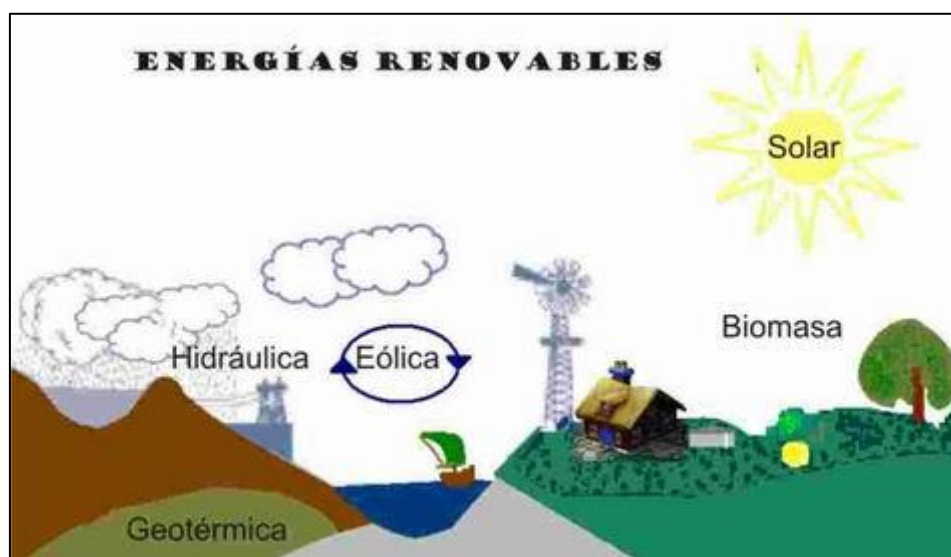 ENERGÍAS RENOVABLES
Solar
Biomasa
Hidráulica
Eólica
Geotérmica